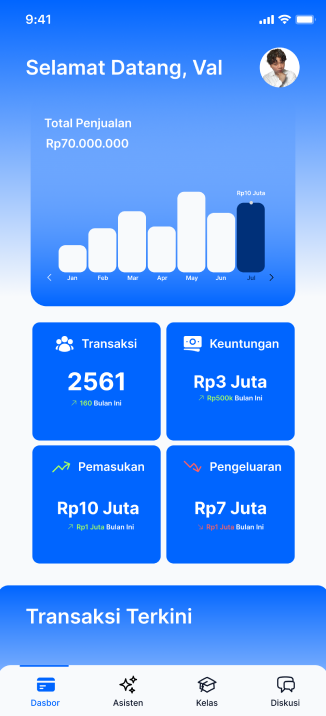 9:41
Selamat Datang, Val
Total Penjualan
Rp70.000.000
Rp10 Juta
Jan Feb Mar Apr Mei Jun Jul
Transaksi
2561
160 Bulan Ini
Keuntungan
Rp3 Juta
Rp500k Bulan Ini
Pemasukan
Rp10 Juta
Rp1 Juta Bulan Ini
Pengeluaran
Rp7 Juta
Rp1 Juta Bulan Ini
Transaksi Terkini
Dasbor Asisten Kelas Diskusi